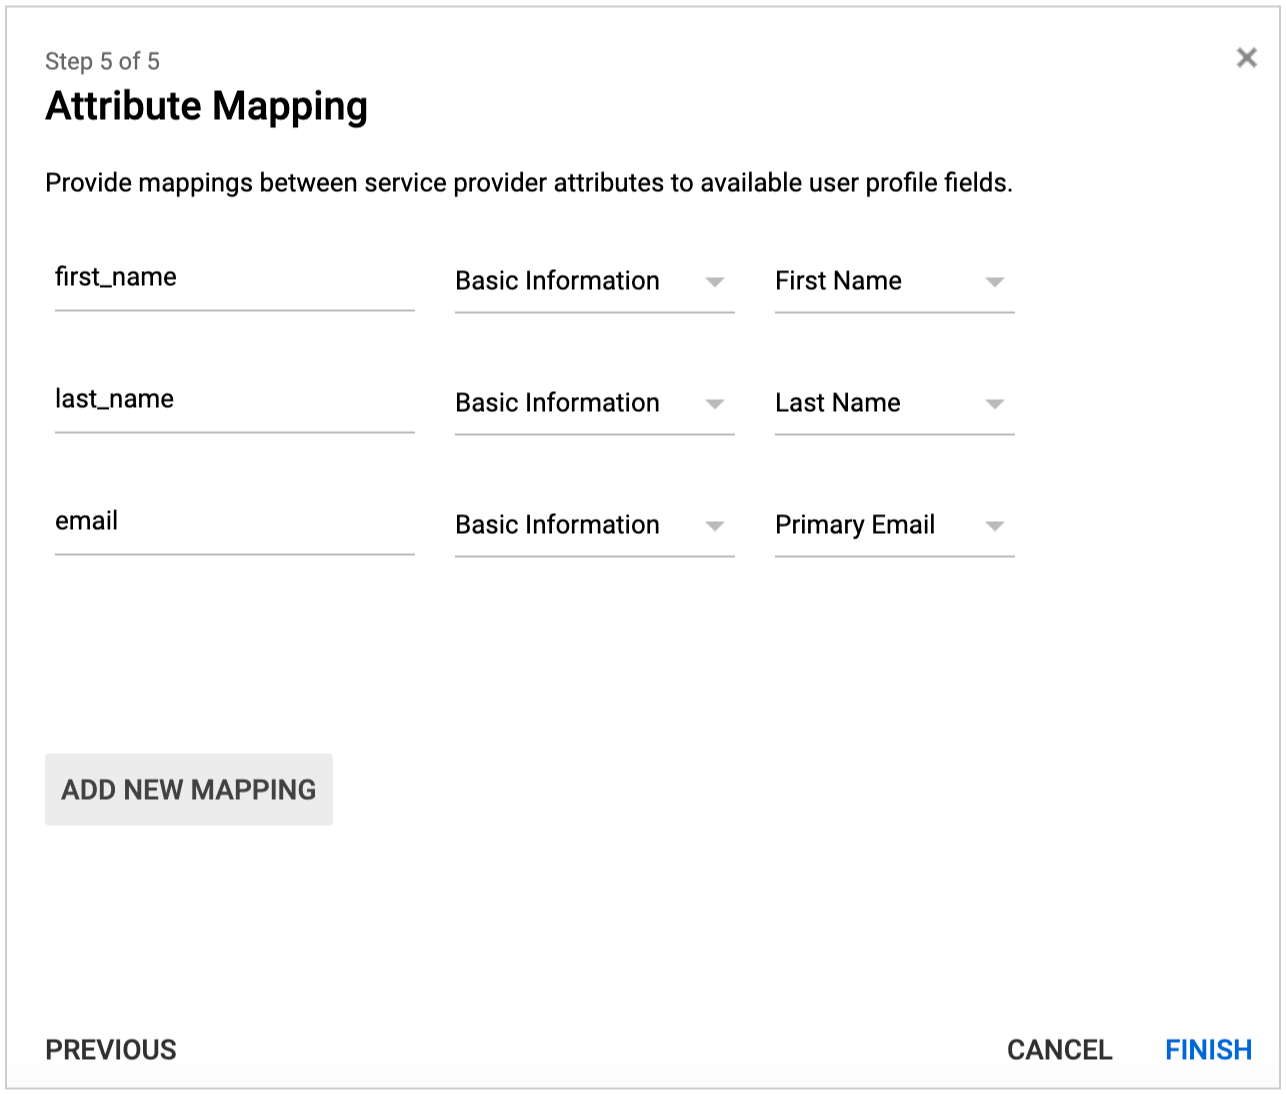 Step 5 of 5
Attribute Mapping
Provide mappings between service provider attributes to available user profile fields.
first_name Basic Information First Name
last_name Basic Information Last Name
email Basic Information Primary Email
ADD NEW MAPPING
PREVIOUS CANCEL FINISH